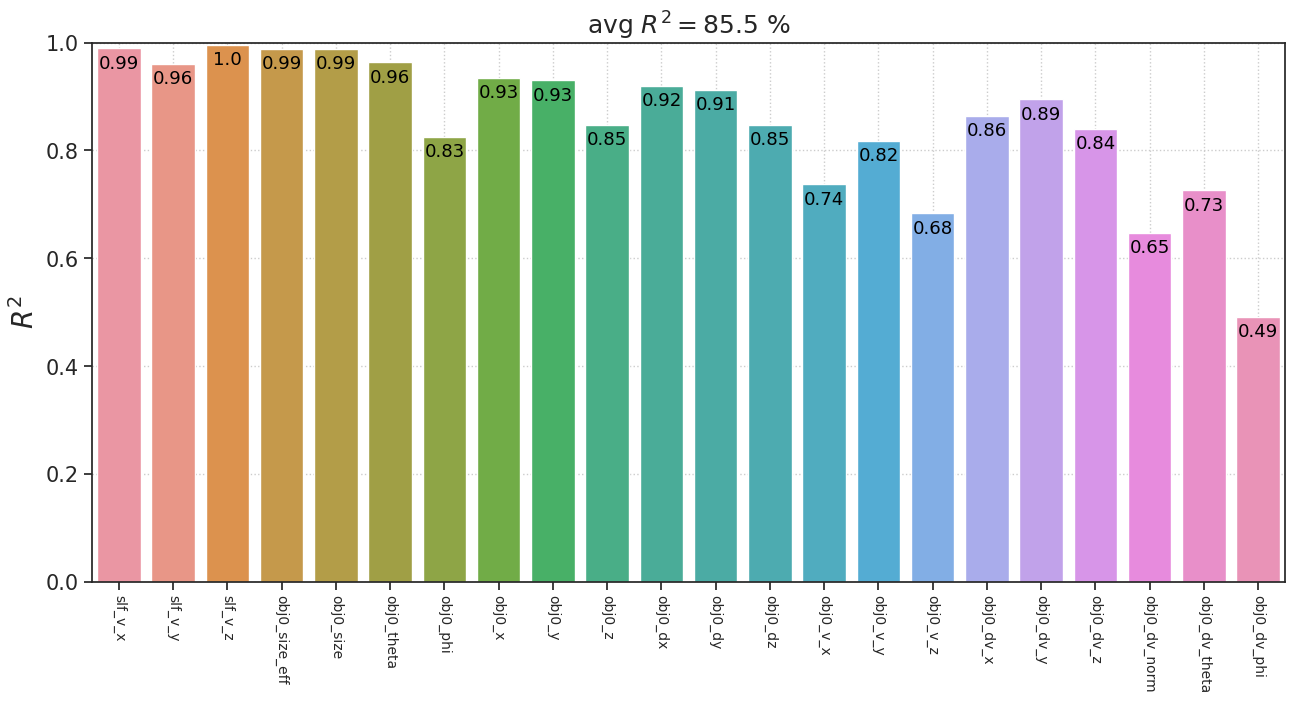 avg R² = 85.5 %
R²
1.0
0.8
0.6
0.4
0.2
0.0
0.99
0.96
1.0
0.99
0.99
0.96
0.83
0.93
0.93
0.85
0.92
0.91
0.85
0.74
0.82
0.68
0.86
0.89
0.84
0.65
0.73
0.49
slf_v_x
slf_v_y
slf_v_z
obj0_size_eff
obj0_size
obj0_theta
obj0_phi
obj0_x
obj0_y
obj0_z
obj0_dx
obj0_dy
obj0_dz
obj0_v_x
obj0_v_y
obj0_v_z
obj0_dv_x
obj0_dv_y
obj0_dv_z
obj0_dv_norm
obj0_dv_theta
obj0_dv_phi